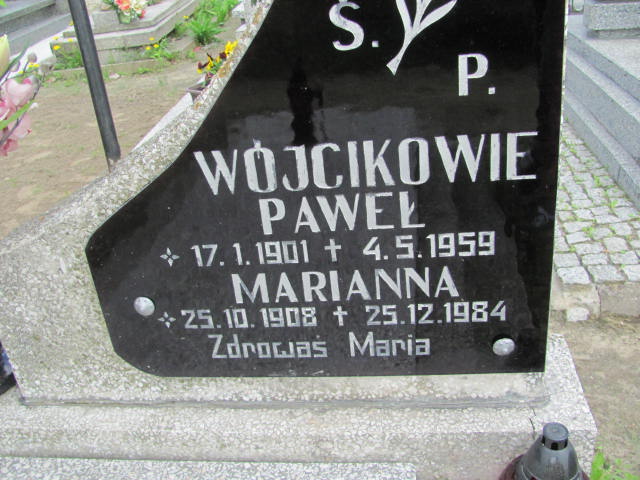 Ś.
P.
WÓJCIKOWIE
PAWEŁ
17.1.1901 ✝ 4.5.1959
MARIANNA
25.10.1908 ✝ 25.12.1984
Zdrowaś Maria